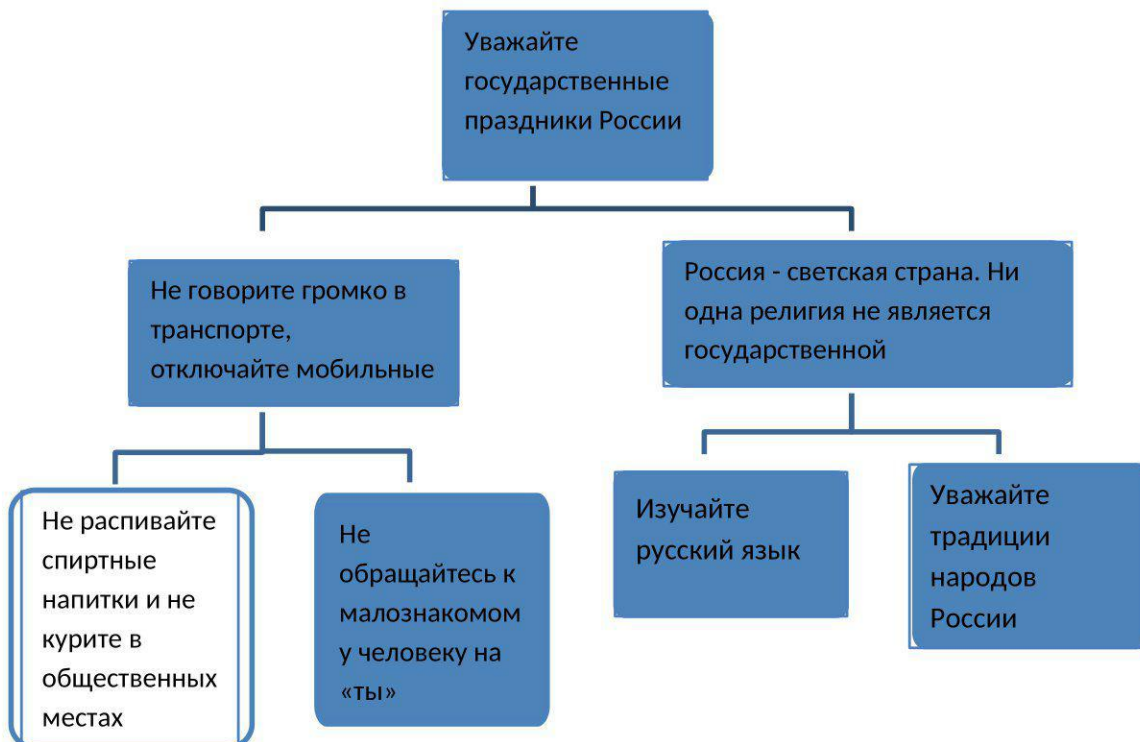 Уважайте
государственные
праздники России
Не говорите громко в
транспорте,
отключайте мобильные
Россия - светская страна. Ни
одна религия не является
государственной
Не распивайте
спиртные
напитки и не
курите в
общественных
местах
Не
обращайтесь к
малознакомом
у человеку на
«ты»
Изучайте
русский язык
Уважайте
традиции
народов
России